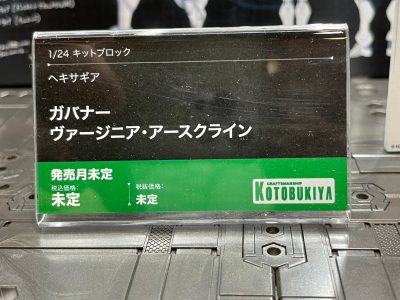 1/24 キットブロック
ヘキサギア
ガバナー
ヴァージニア・アースクライン
発売月未定
税込価格:
未定
税抜価格:
未定
CRAFTSMANSHIP
KOTOBUKIYA